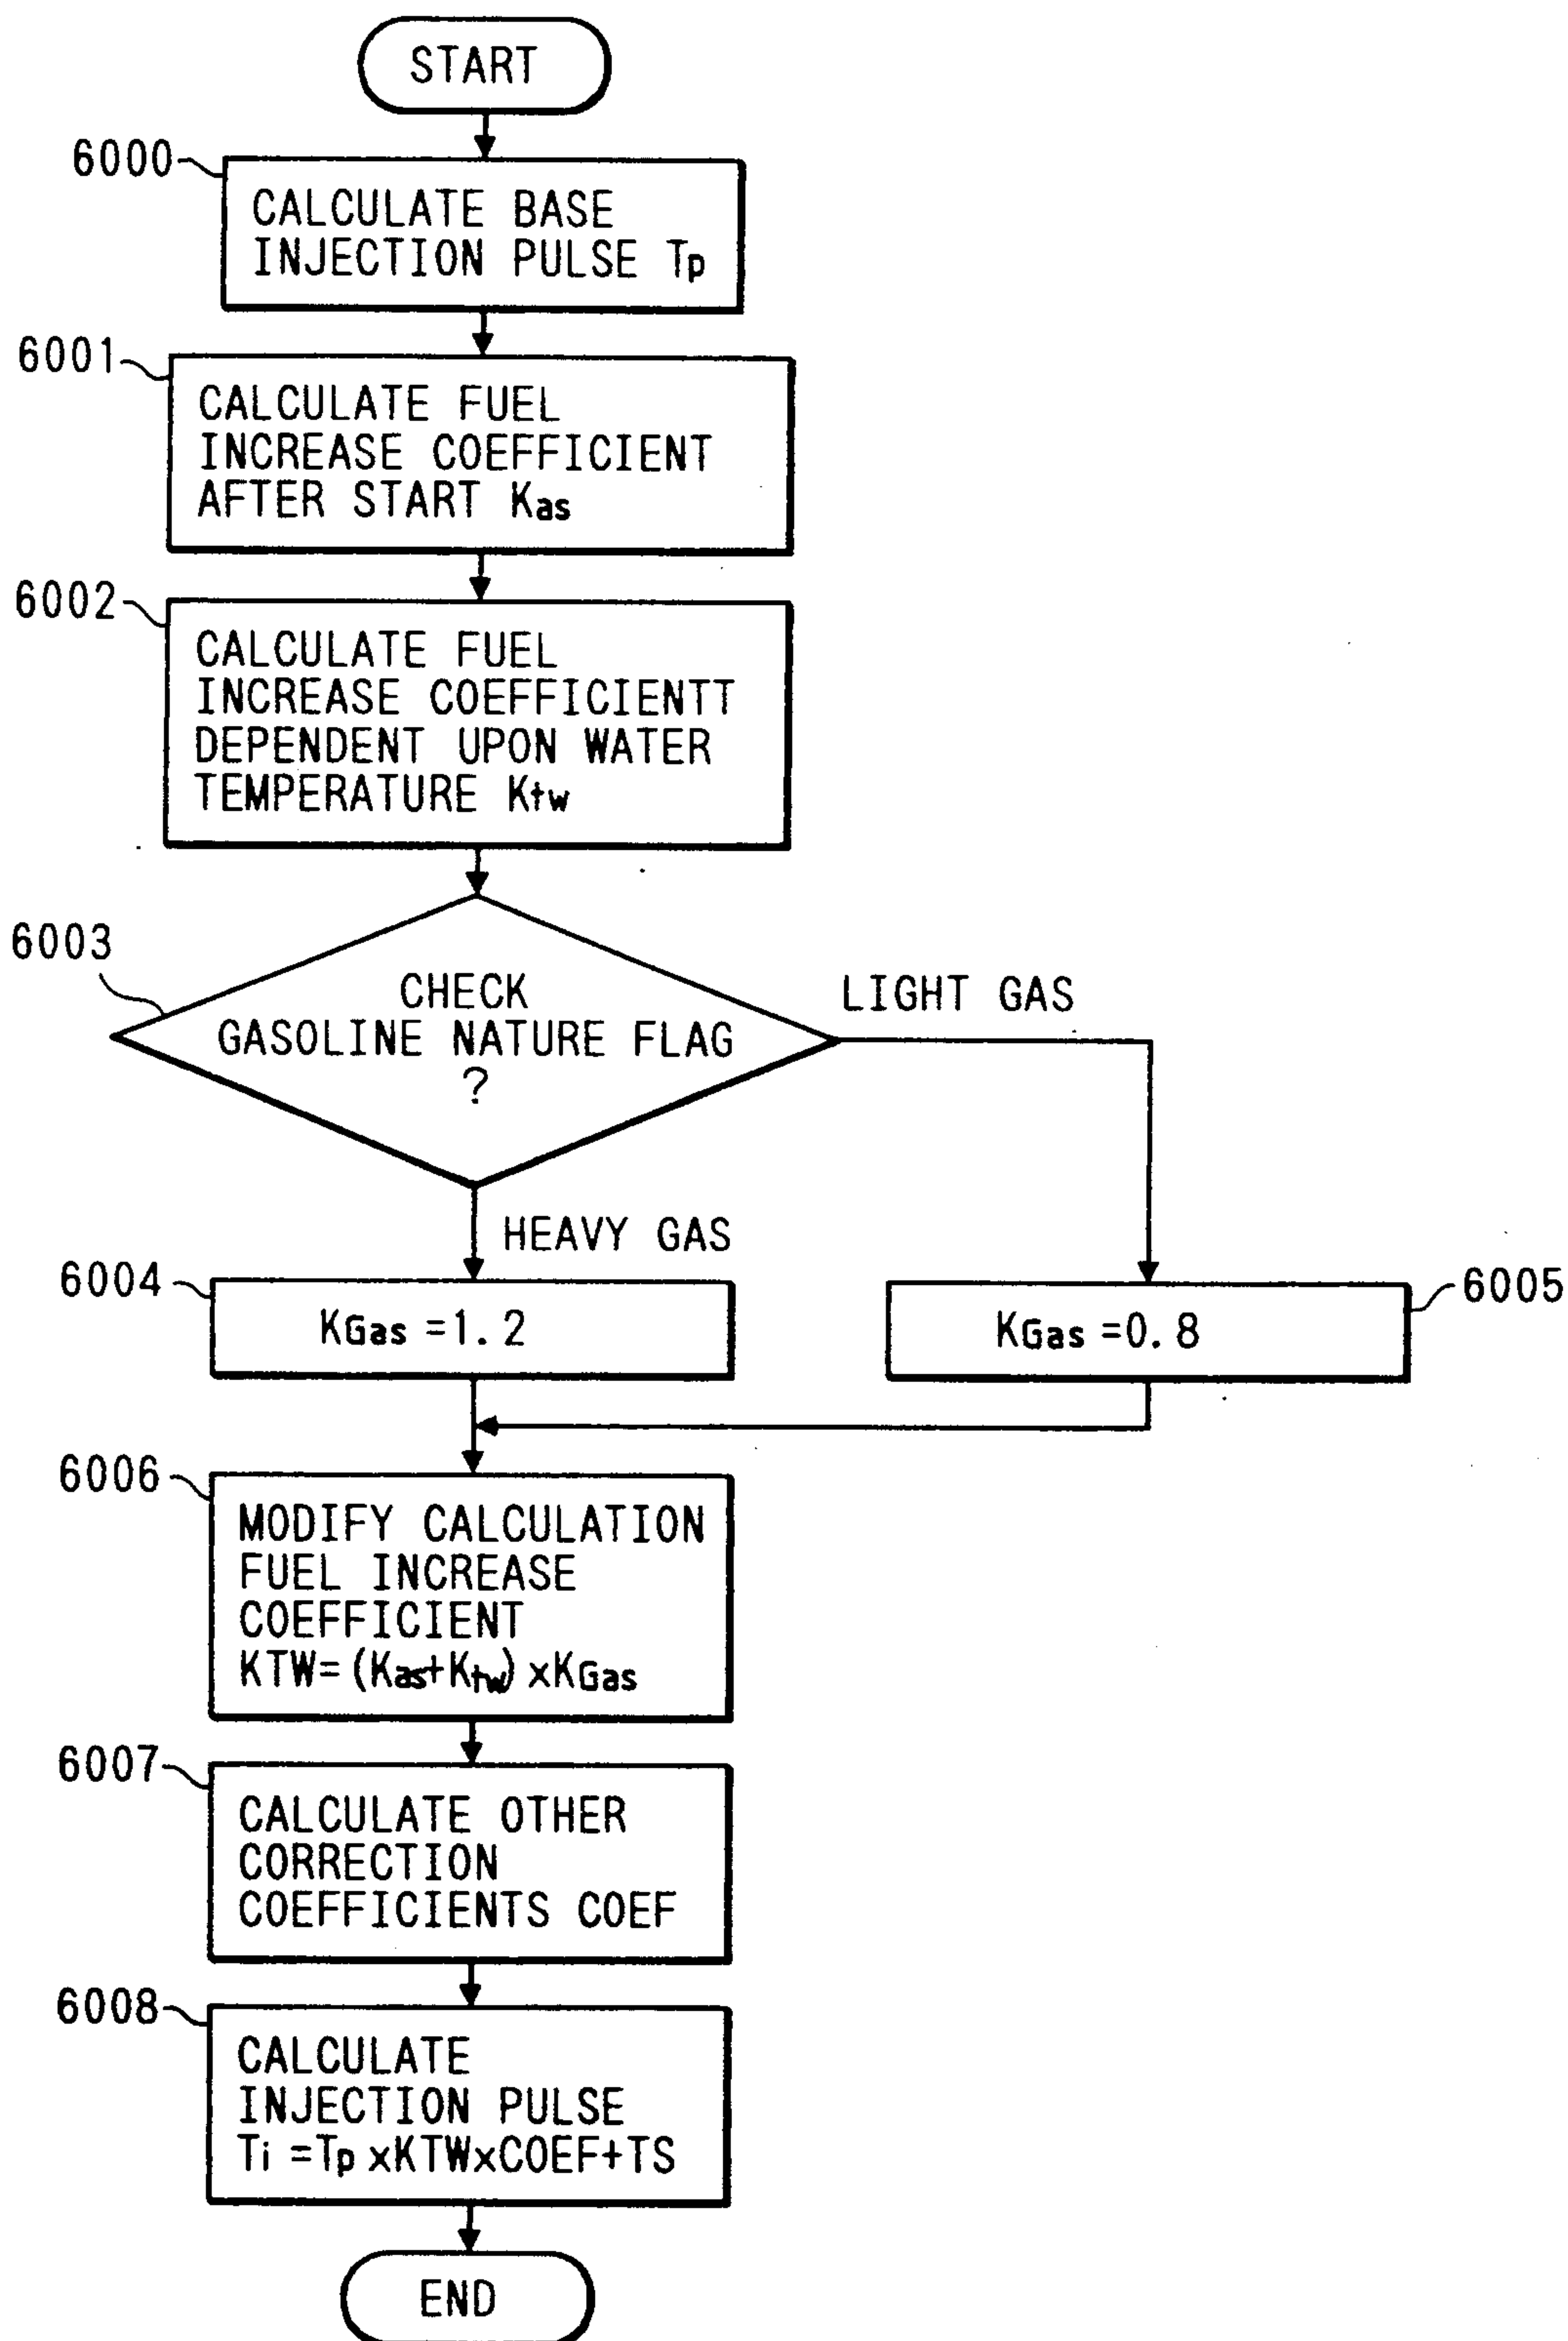 START
6000
CALCULATE BASE
INJECTION PULSE Tp
6001
CALCULATE FUEL
INCREASE COEFFICIENT
AFTER START Kas
6002
CALCULATE FUEL
INCREASE COEFFICIENTT
DEPENDENT UPON WATER
TEMPERATURE Ktw
6003
CHECK
GASOLINE NATURE FLAG
?
LIGHT GAS
HEAVY GAS
6004
KGas =1.2
6005
KGas =0.8
6006
MODIFY CALCULATION
FUEL INCREASE
COEFFICIENT
KTW=(Kas+Ktw)xKGas
6007
CALCULATE OTHER
CORRECTION
COEFFICIENTS COEF
6008
CALCULATE
INJECTION PULSE
Ti =Tp xKTWxCOEF+TS
END